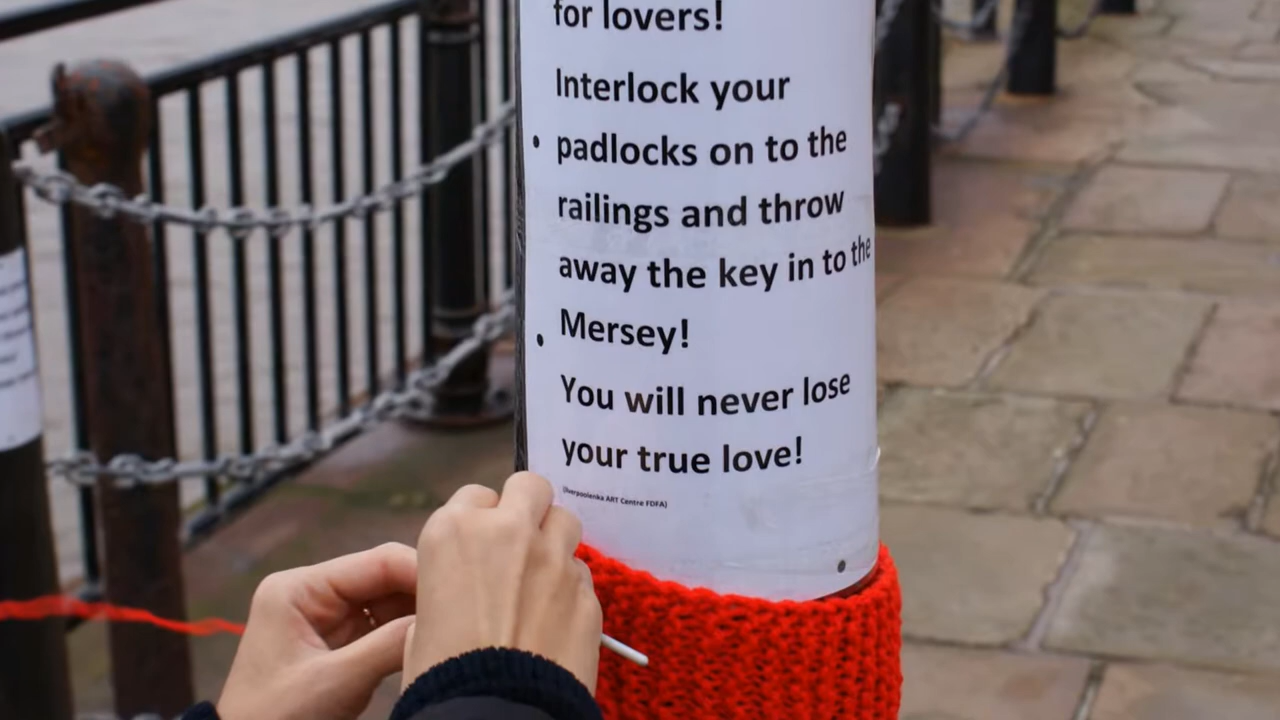 for lovers!
Interlock your
padlocks on to the
railings and throw
away the key in to the
Mersey!
You will never lose
your true love!
(liverpoolenka ART Centre FDFA)